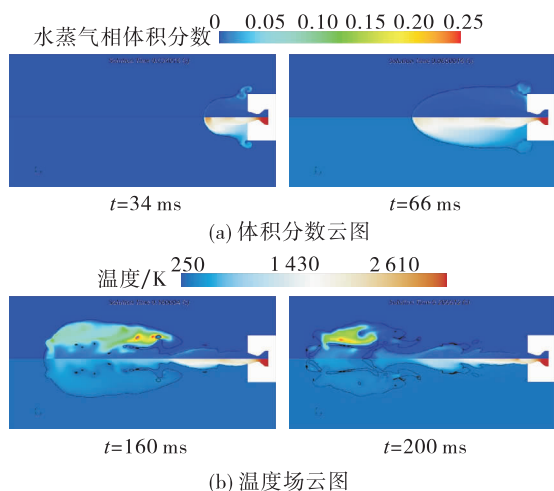 水蒸气相体积分数
0 0.05 0.10 0.15 0.20 0.25
t=34 ms
t=66 ms
(a) 体积分数云图
温度/K
250 1 430 2 610
t=160 ms
t=200 ms
(b) 温度场云图